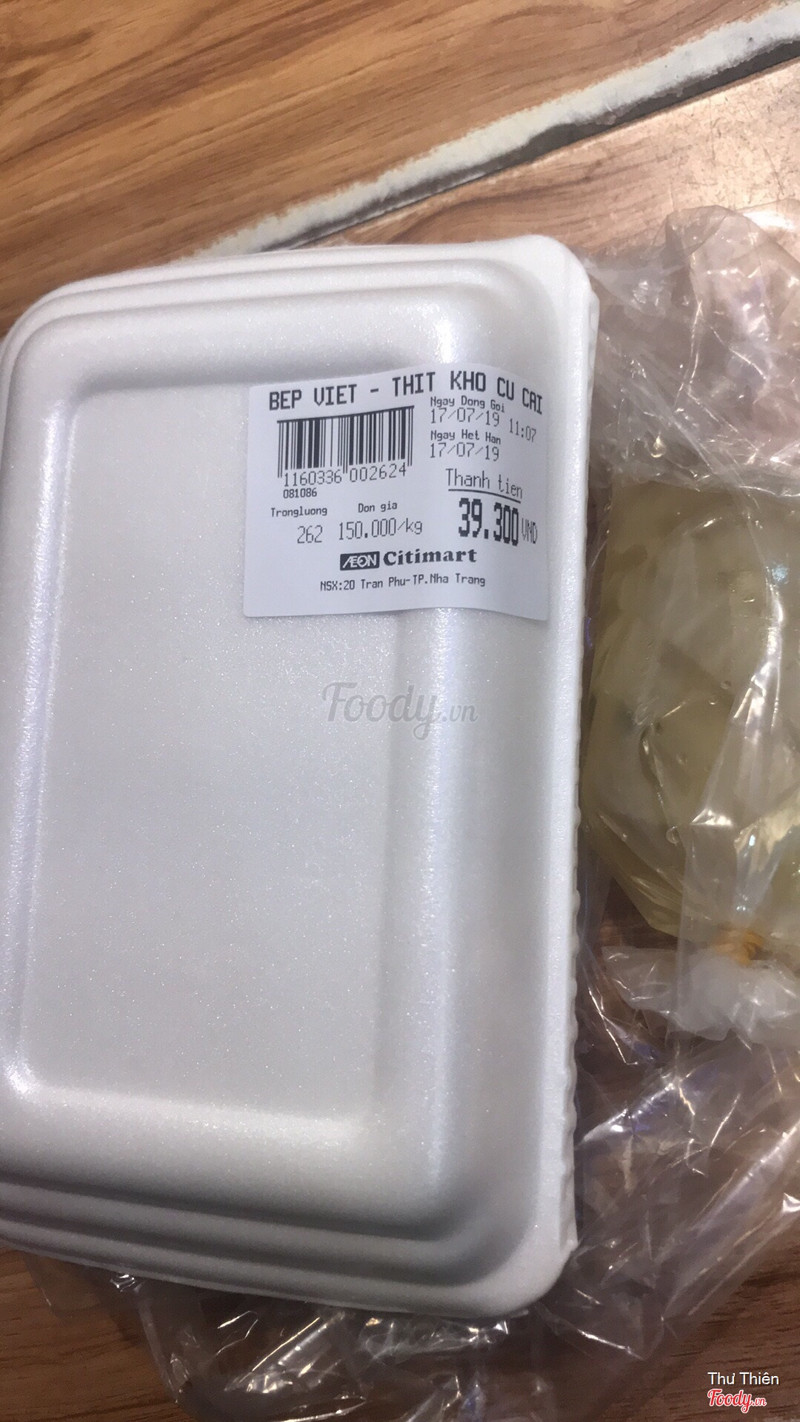 BEP VIET - THIT KHO CU CAI
Ngay Dong Goi
17/07/19 11:07
Ngay Het Han
17/07/19
1160336 002624
081086
Thanh tien
Trongluong Don gia
262 150.000/kg 39.300 VND
ÆON Citimart
NSX:20 Tran Phu-TP.Nha Trang
Foody.vn
Thư Thiên
Foody.vn